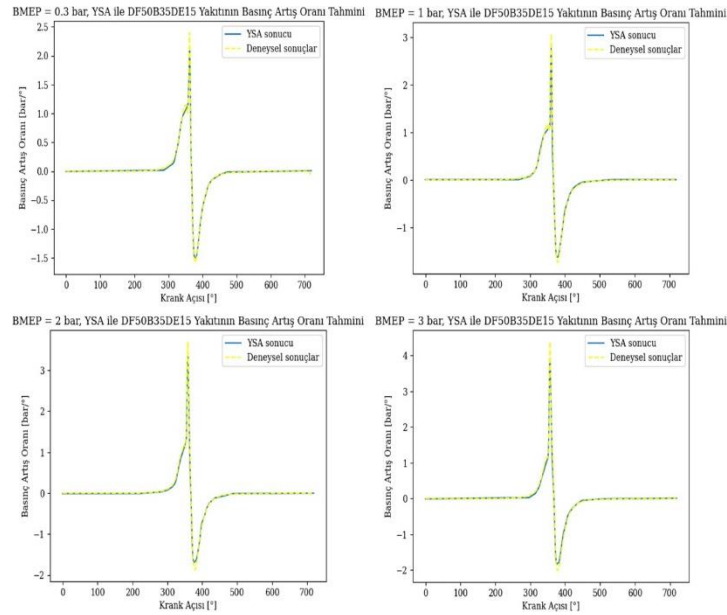 BMEP = 0.3 bar, YSA ile DF50B35DE15 Yakıtının Basınç Artış Oranı Tahmini
YSA sonucu
Deneysel sonuçlar
Basınç Artış Oranı [bar/°]
2.5
2.0
1.5
1.0
0.5
0.0
−0.5
−1.0
−1.5
0 100 200 300 400 500 600 700
Krank Açısı [°]
BMEP = 1 bar, YSA ile DF50B35DE15 Yakıtının Basınç Artış Oranı Tahmini
YSA sonucu
Deneysel sonuçlar
Basınç Artış Oranı [bar/°]
3
2
1
0
−1
0 100 200 300 400 500 600 700
Krank Açısı [°]
BMEP = 2 bar, YSA ile DF50B35DE15 Yakıtının Basınç Artış Oranı Tahmini
YSA sonucu
Deneysel sonuçlar
Basınç Artış Oranı [bar/°]
3
2
1
0
−1
−2
0 100 200 300 400 500 600 700
Krank Açısı [°]
BMEP = 3 bar, YSA ile DF50B35DE15 Yakıtının Basınç Artış Oranı Tahmini
YSA sonucu
Deneysel sonuçlar
Basınç Artış Oranı [bar/°]
4
3
2
1
0
−1
−2
0 100 200 300 400 500 600 700
Krank Açısı [°]